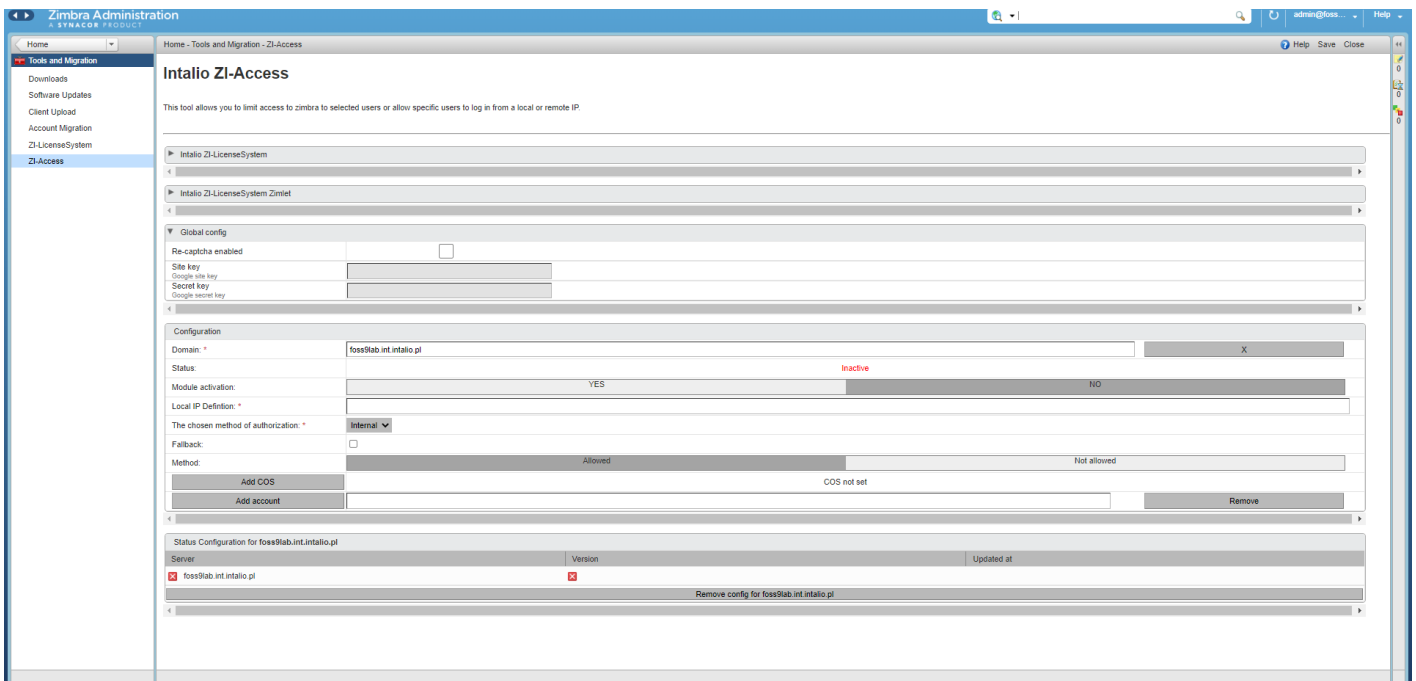 Zimbra Administration
A SYNACOR PRODUCT
admin@foss...
Help
Home
Home - Tools and Migration - ZI-Access
Help Save Close
Tools and Migration
Downloads
Software Updates
Client Upload
Account Migration
ZI-LicenseSystem
ZI-Access
0
0
0
Intalio ZI-Access
This tool allows you to limit access to zimbra to selected users or allow specific users to log in from a local or remote IP.
Intalio ZI-LicenseSystem
Intalio ZI-LicenseSystem Zimlet
Global config
Re-captcha enabled
Site key
Google site key
Secret key
Google secret key
Configuration
Domain: * foss9lab.int.intalio.pl X
Status: Inactive
Module activation: YES NO
Local IP Defintion: *
The chosen method of authorization: * Internal
Fallback:
Method: Allowed Not allowed
Add COS COS not set
Add account Remove
Status Configuration for foss9lab.int.intalio.pl
Server Version Updated at
foss9lab.int.intalio.pl
Remove config for foss9lab.int.intalio.pl